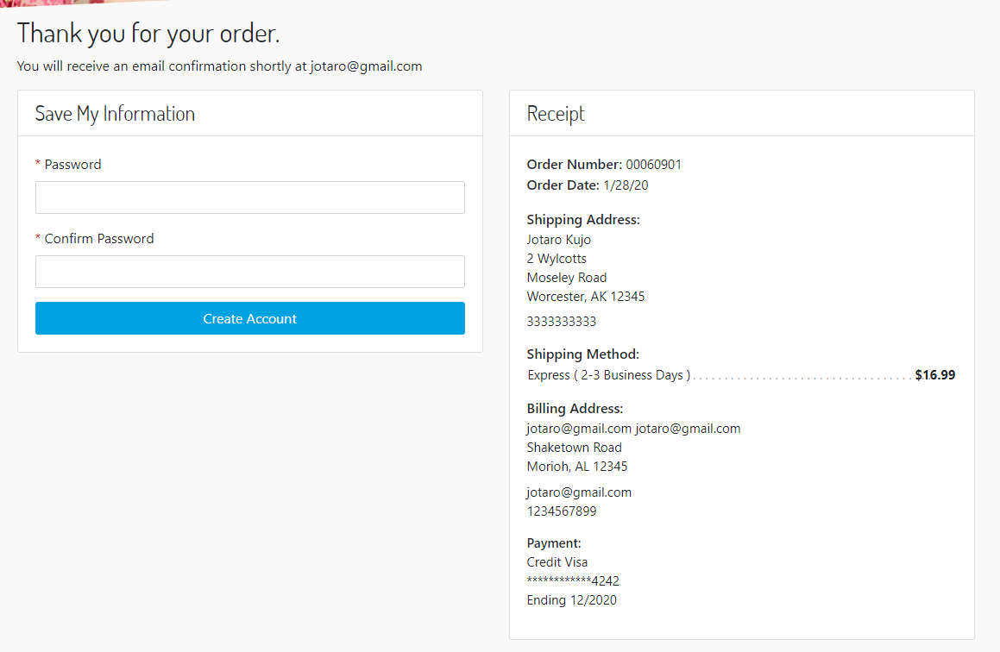 Thank you for your order.
You will receive an email confirmation shortly at jotaro@gmail.com
Save My Information
* Password
* Confirm Password
Create Account
Receipt
Order Number: 00060901
Order Date: 1/28/20
Shipping Address:
Jotaro Kujo
2 Wylcotts
Moseley Road
Worcester, AK 12345
3333333333
Shipping Method:
Express ( 2-3 Business Days ) . . . . . . . . . . . . . . . . . . . . . . . . . . . . . . . . . . . $16.99
Billing Address:
jotaro@gmail.com jotaro@gmail.com
Shaketown Road
Morioh, AL 12345
jotaro@gmail.com
1234567899
Payment:
Credit Visa
************4242
Ending 12/2020